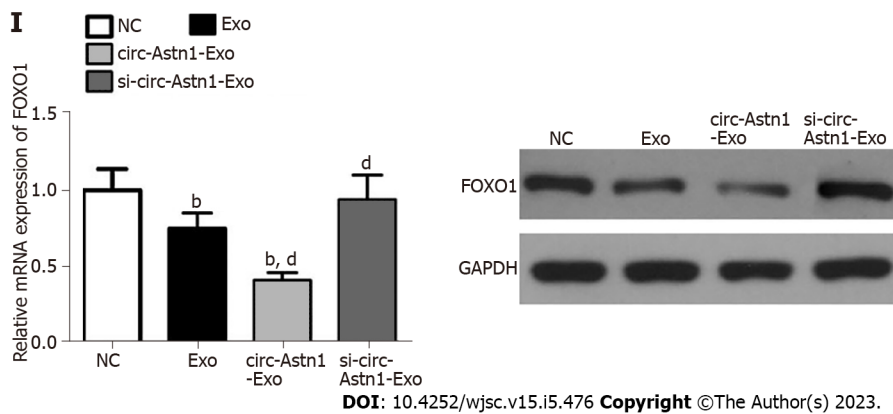 I
NC
Exo
circ-Astn1-Exo
si-circ-Astn1-Exo
Relative mRNA expression of FOXO1
1.5
1.0
0.5
0.0
b
b, d
d
NC
Exo
circ-Astn1
-Exo
si-circ-
Astn1-Exo
NC
Exo
circ-Astn1
-Exo
si-circ-
Astn1-Exo
FOXO1
GAPDH
DOI: 10.4252/wjsc.v15.i5.476 Copyright ©The Author(s) 2023.